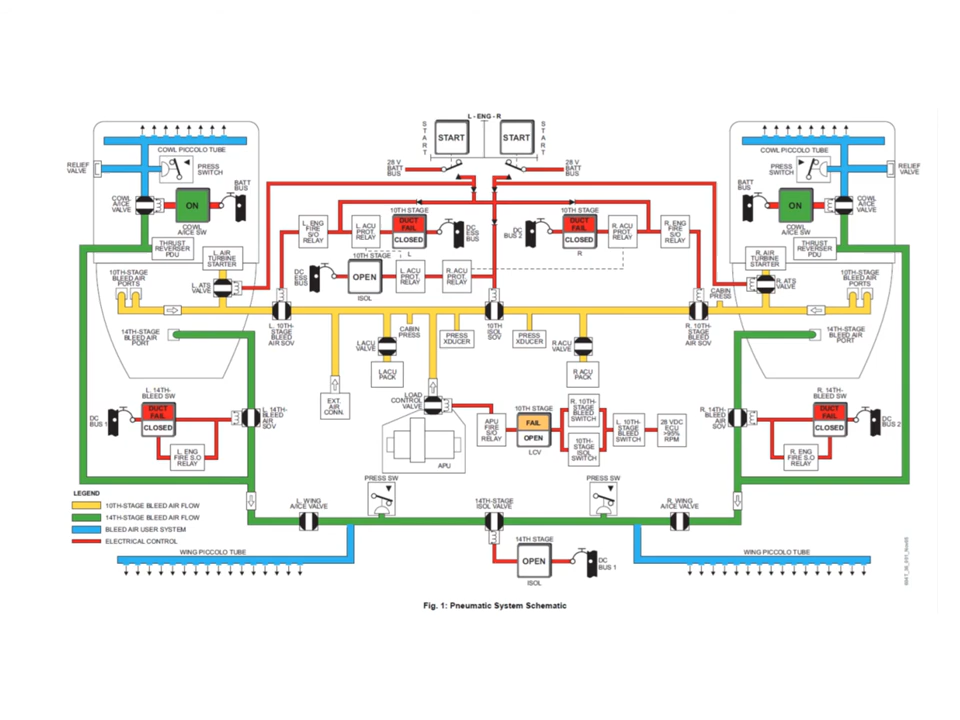 L - ENG - R
START
START
START
START
28 V
BATT
BUS
28 V
BATT
BUS
COWL PICCOLO TUBE
RELIEF
VALVE
PRESS
SWITCH
COWL
A/ICE
VALVE
ON
BATT
BUS
COWL
A/ICE SW
THRUST
REVERSER
PDU
COWL PICCOLO TUBE
PRESS
SWITCH
RELIEF
VALVE
BATT
BUS
ON
COWL
A/ICE
VALVE
COWL
A/ICE SW
THRUST
REVERSER
PDU
L. ENG
FIRE
S/O
RELAY
L. ACU
PROT.
RELAY
10TH STAGE
DUCT
FAIL
CLOSED
L
DC
ESS
BUS
DC
BUS 2
10TH STAGE
DUCT
FAIL
CLOSED
R
R. ACU
PROT.
RELAY
R. ENG
FIRE
S/O
RELAY
DC
ESS
BUS
10TH STAGE
OPEN
ISOL
L. ACU
PROT.
RELAY
R. ACU
PROT.
RELAY
L. AIR
TURBINE
STARTER
10TH-STAGE
BLEED AIR
PORTS
L. ATS
VALVE
R. AIR
TURBINE
STARTER
R. ATS
VALVE
10TH-STAGE
BLEED AIR
PORTS
CABIN
PRESS
14TH-STAGE
BLEED AIR
PORT
L. 10TH-
STAGE
BLEED
AIR SOV
CABIN
PRESS
PRESS
XDUCER
10TH
ISOL
SOV
PRESS
XDUCER
R. 10TH-
STAGE
BLEED
AIR SOV
14TH-STAGE
BLEED AIR
PORT
L ACU
VALVE
L ACU
PACK
R ACU
VALVE
R ACU
PACK
EXT.
AIR
CONN.
LOAD
CONTROL
VALVE
APU
APU
FIRE
S/O
RELAY
10TH STAGE
FAIL
OPEN
LCV
R. 10TH-
STAGE
BLEED
SWITCH
10TH-
STAGE
ISOL
SWITCH
L. 10TH-
STAGE
BLEED
SWITCH
28 VDC
ECU
>95%
RPM
L. 14TH-
BLEED SW
DC
BUS 1
DUCT
FAIL
CLOSED
L. ENG
FIRE S.O
RELAY
L. 14TH-
BLEED
AIR
SOV
R. 14TH-
BLEED
AIR
SOV
R. 14TH-
BLEED SW
DUCT
FAIL
CLOSED
DC
BUS 2
R. ENG
FIRE S.O
RELAY
PRESS SW
L. WING
A/ICE VALVE
14TH-STAGE
ISOL VALVE
PRESS SW
R. WING
A/ICE VALVE
LEGEND
10TH-STAGE BLEED AIR FLOW
14TH-STAGE BLEED AIR FLOW
BLEED AIR USER SYSTEM
ELECTRICAL CONTROL
WING PICCOLO TUBE
14TH STAGE
OPEN
ISOL
DC
BUS 1
WING PICCOLO TUBE
Fig. 1: Pneumatic System Schematic